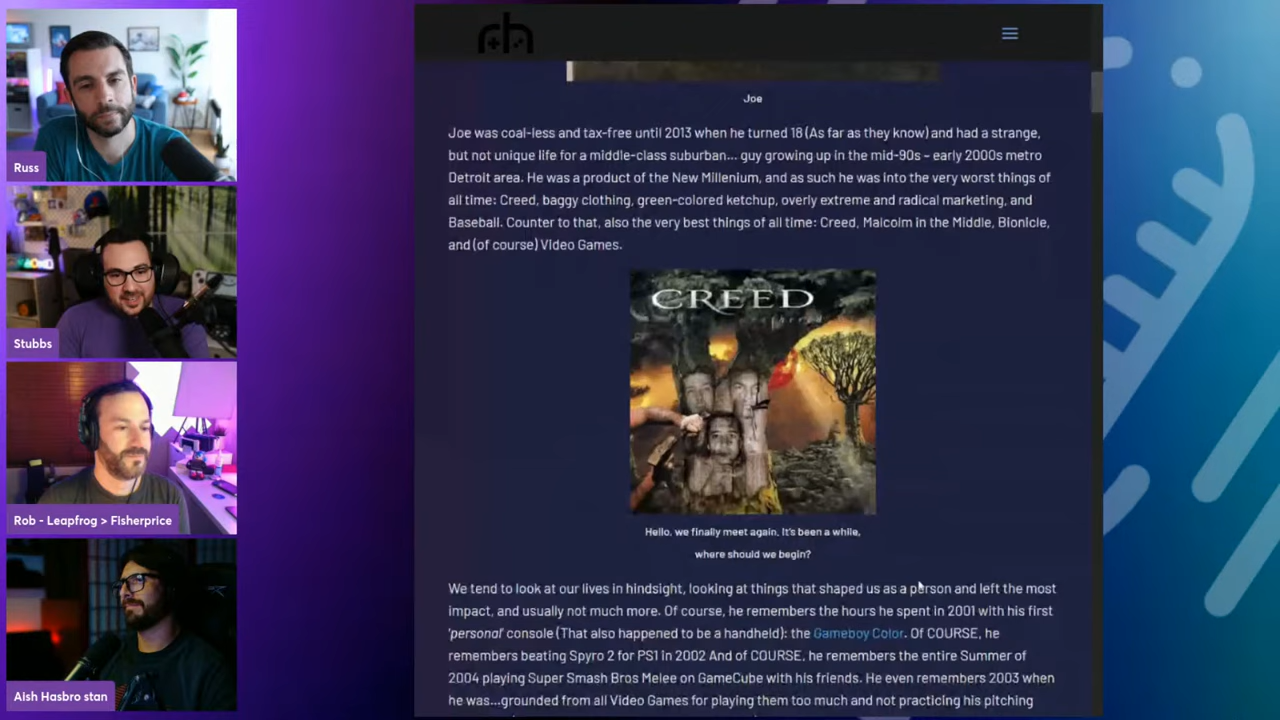 Russ
Stubbs
Rob - Leapfrog > Fisherprice
Aish Hasbro stan
rh
Joe
Joe was coal-less and tax-free until 2013 when he turned 18 (As far as they know) and had a strange,
but not unique life for a middle-class suburban... guy growing up in the mid-90s – early 2000s metro
Detroit area. He was a product of the New Millenium, and as such he was into the very worst things of
all time: Creed, baggy clothing, green-colored ketchup, overly extreme and radical marketing, and
Baseball. Counter to that, also the very best things of all time: Creed, Malcolm in the Middle, Bionicle,
and (of course) Video Games.
CREED
Hello, we finally meet again. It's been a while,
where should we begin?
We tend to look at our lives in hindsight, looking at things that shaped us as a person and left the most
impact, and usually not much more. Of course, he remembers the hours he spent in 2001 with his first
'personal' console (That also happened to be a handheld): the Gameboy Color. Of COURSE, he
remembers beating Spyro 2 for PS1 in 2002 And of COURSE, he remembers the entire Summer of
2004 playing Super Smash Bros Melee on GameCube with his friends. He even remembers 2003 when
he was...grounded from all Video Games for playing them too much and not practicing his pitching